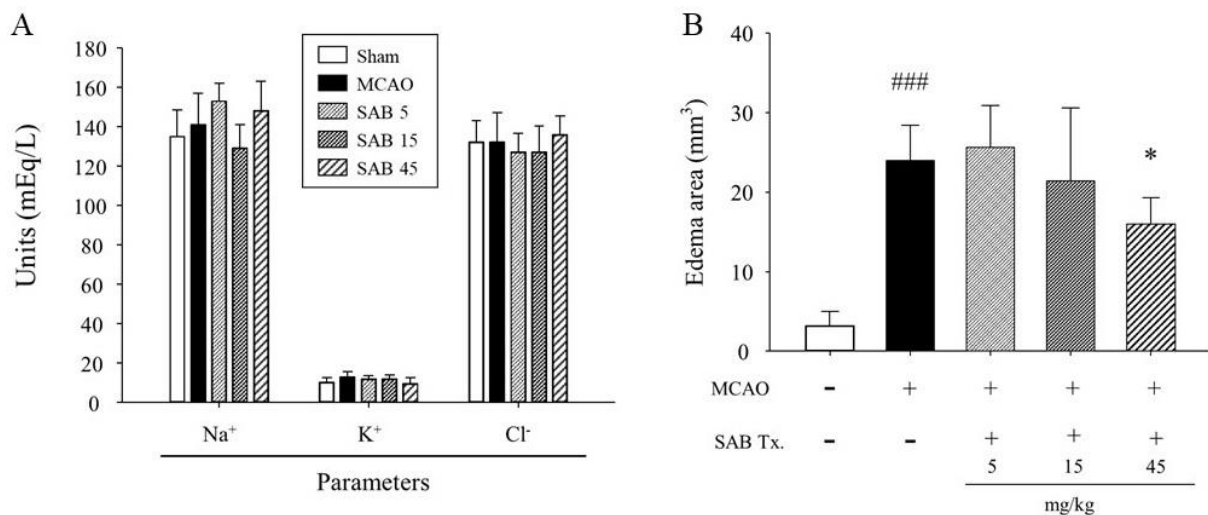 A
Units (mEq/L)
180
160
140
120
100
80
60
40
20
0
Sham
MCAO
SAB 5
SAB 15
SAB 45
Na⁺ K⁺ Cl⁻
Parameters
B
Edema area (mm³)
40
30
20
10
0
###
*
MCAO - + + + +
SAB Tx. - - + + +
5 15 45
mg/kg